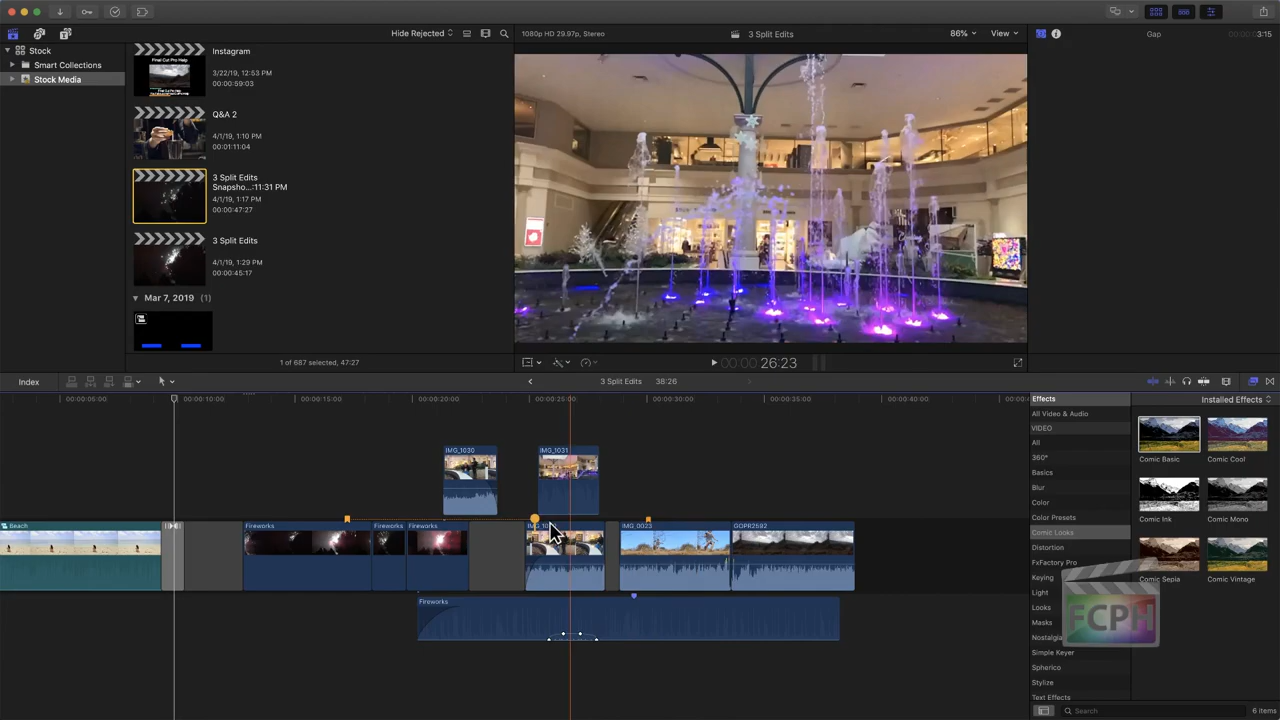 Hide Rejected
1080p HD 29.97p, Stereo
3 Split Edits
86%
View
Gap
3:15
Stock
Smart Collections
Stock Media
Instagram
3/22/19, 12:53 PM
00:00:59:03
Final Cut Pro Help
Q&A 2
4/1/19, 1:10 PM
00:01:11:04
3 Split Edits
Snapsho...:11:31 PM
4/1/19, 1:17 PM
00:00:47:27
3 Split Edits
4/1/19, 1:29 PM
00:00:45:17
Mar 7, 2019 (1)
1 of 687 selected, 47:27
00:00:26:23
Index
3 Split Edits 38:26
00:00:05:00
00:00:10:00
00:00:15:00
00:00:20:00
00:00:25:00
00:00:30:00
00:00:35:00
00:00:40:00
IMG_1030
IMG_1031
Beach
Fireworks
Fireworks
Fireworks
IMG_0023
GOPR2592
Fireworks
Effects
Installed Effects
All Video & Audio
VIDEO
All
360°
Basics
Blur
Color
Color Presets
Comic Looks
Distortion
FxFactory Pro
Keying
Light
Looks
Masks
Nostalgia
Simple Keyer
Spherico
Stylize
Text Effects
Comic Basic
Comic Cool
Comic Ink
Comic Mono
Comic Sepia
Comic Vintage
FCPH
Search
6 items